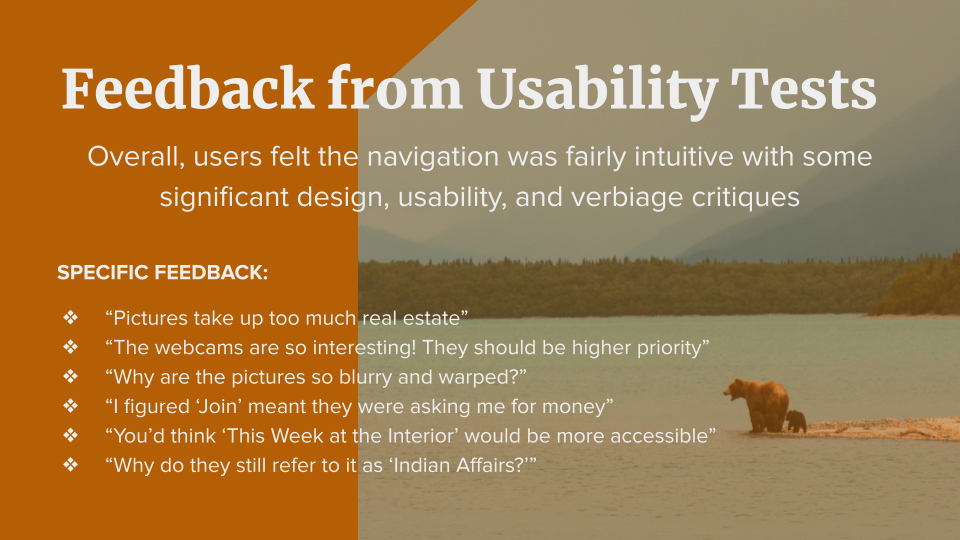 Feedback from Usability Tests
Overall, users felt the navigation was fairly intuitive with some
significant design, usability, and verbiage critiques
SPECIFIC FEEDBACK:
❖ “Pictures take up too much real estate”
❖ “The webcams are so interesting! They should be higher priority”
❖ “Why are the pictures so blurry and warped?”
❖ “I figured ‘Join’ meant they were asking me for money”
❖ “You’d think ‘This Week at the Interior’ would be more accessible”
❖ “Why do they still refer to it as ‘Indian Affairs?’”